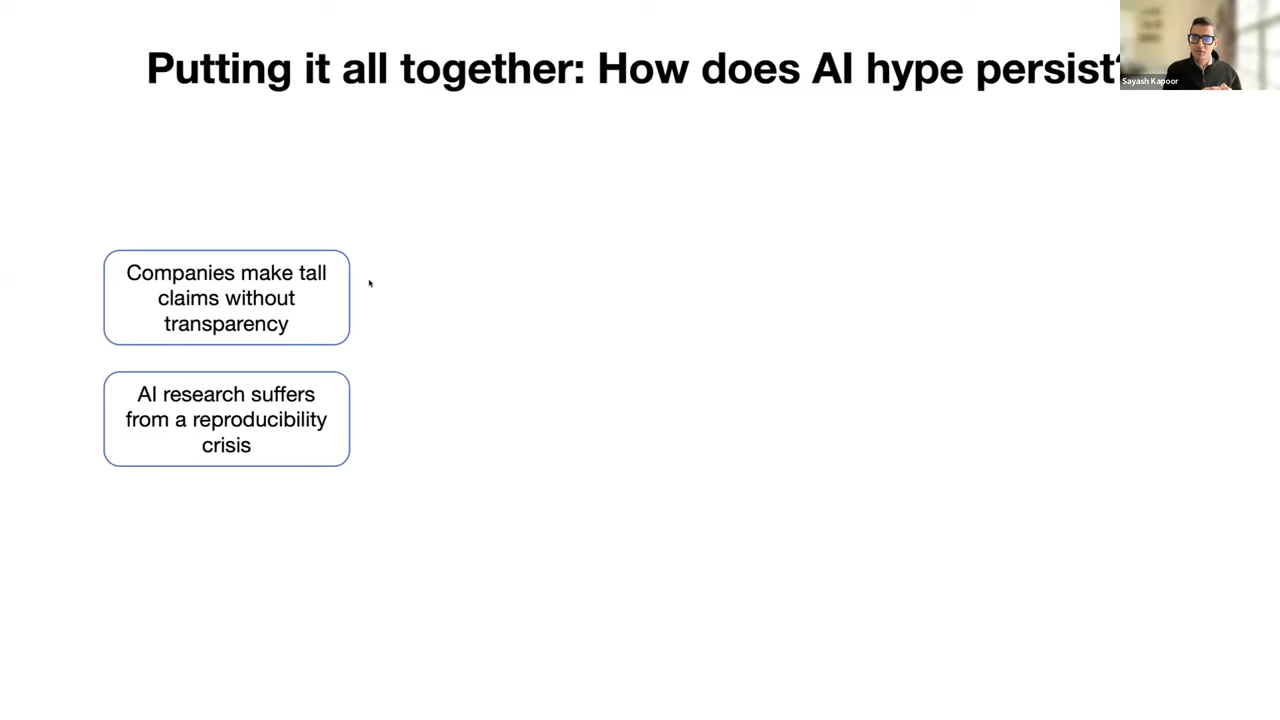 Putting it all together: How does AI hype persist?
Sayash Kapoor
Companies make tall
claims without
transparency
AI research suffers
from a reproducibility
crisis